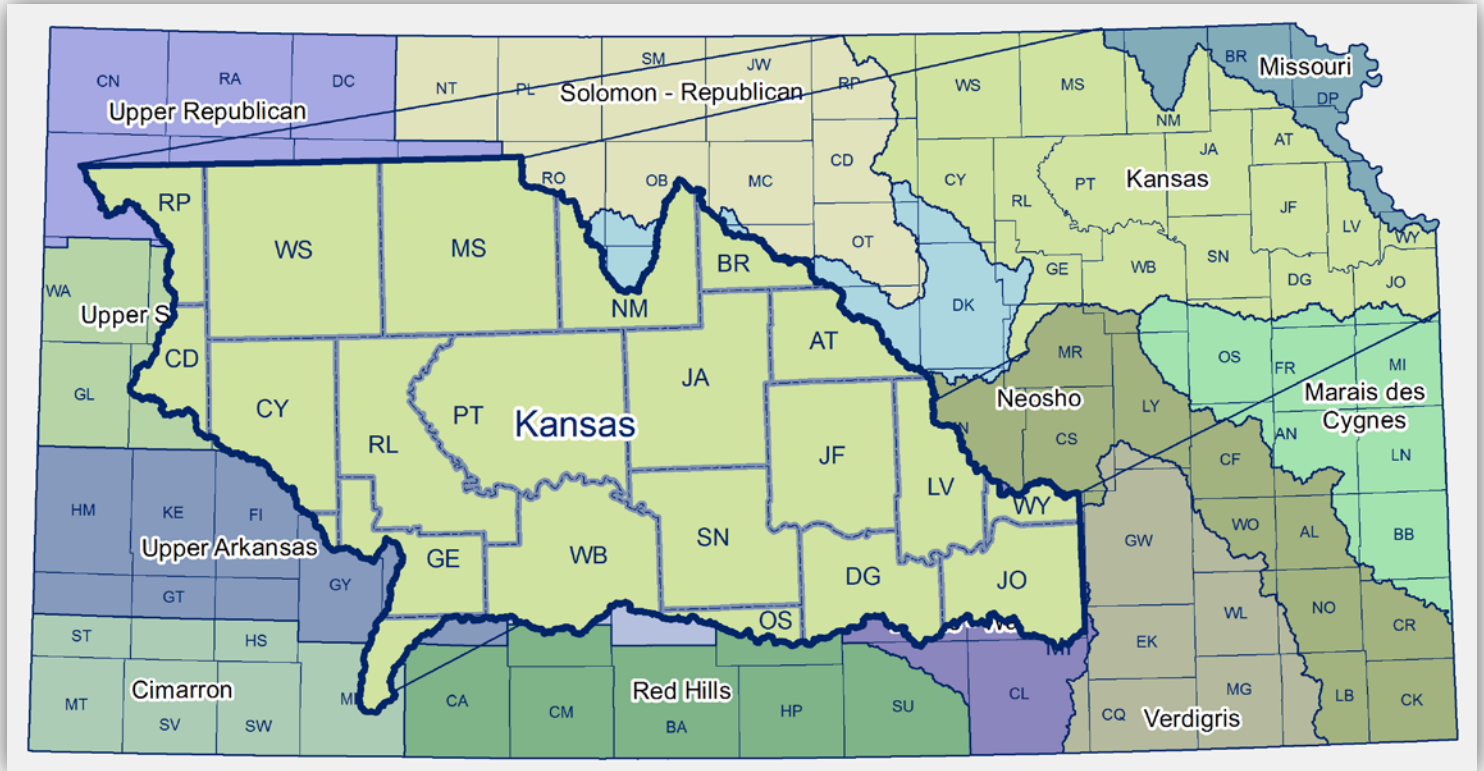 CN
RA
DC
Upper Republican
NT
PL
SM
JW
Solomon - Republican
RP
WS
MS
NM
BR
Missouri
DP
RO
OB
MC
CD
CY
RL
PT
Kansas
JA
AT
JF
LV
WY
OT
GE
WB
SN
DG
JO
DK
WA
Upper S
GL
RP
WS
MS
NM
BR
CD
CY
RL
PT
Kansas
JA
AT
JF
LV
WY
GE
WB
SN
DG
JO
OS
MR
Neosho
LY
CS
OS
FR
MI
Marais des
Cygnes
AN
LN
CF
WO
AL
BB
HM
KE
FI
Upper Arkansas
GT
GY
GW
WL
NO
CR
EK
MG
LB
CK
CQ
Verdigris
ST
HS
Cimarron
MT
SV
SW
CA
CM
Red Hills
BA
HP
SU
CL